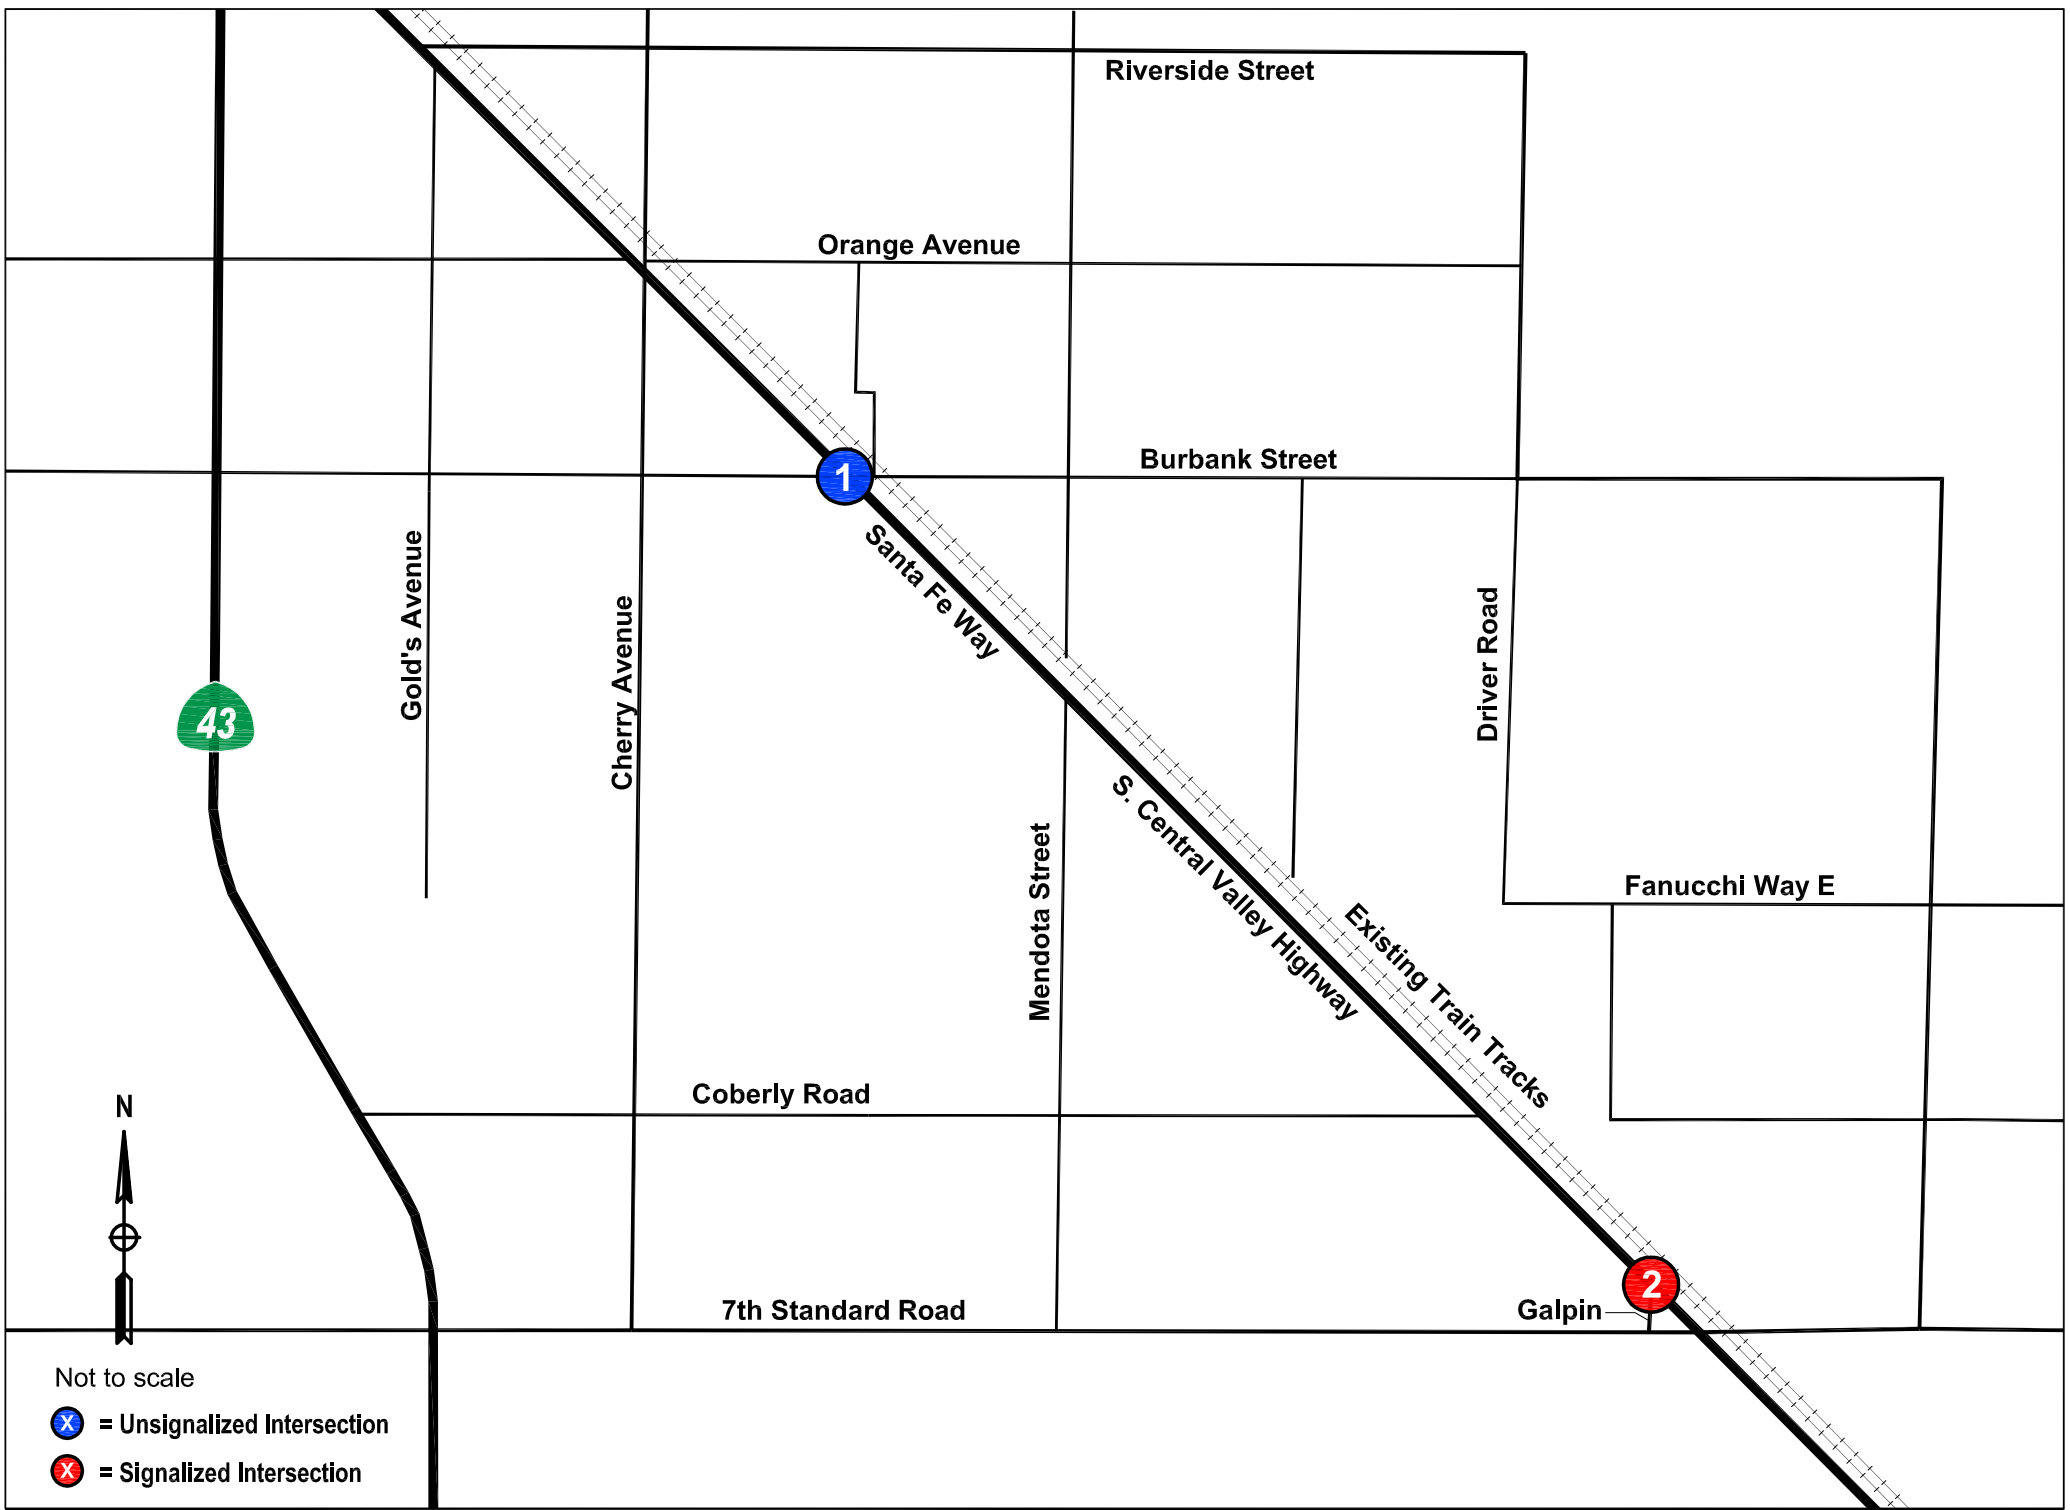 Riverside Street
Orange Avenue
Burbank Street
1
Santa Fe Way
Gold's Avenue
Cherry Avenue
Driver Road
43
S. Central Valley Highway
Mendota Street
Fanucchi Way E
Existing Train Tracks
Coberly Road
N
2
7th Standard Road
Galpin
Not to scale
X = Unsignalized Intersection
X = Signalized Intersection